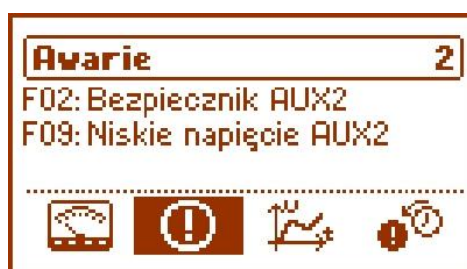 Awarie 2
F02: Bezpiecznik AUX2
F09: Niskie napięcie AUX2
U
t